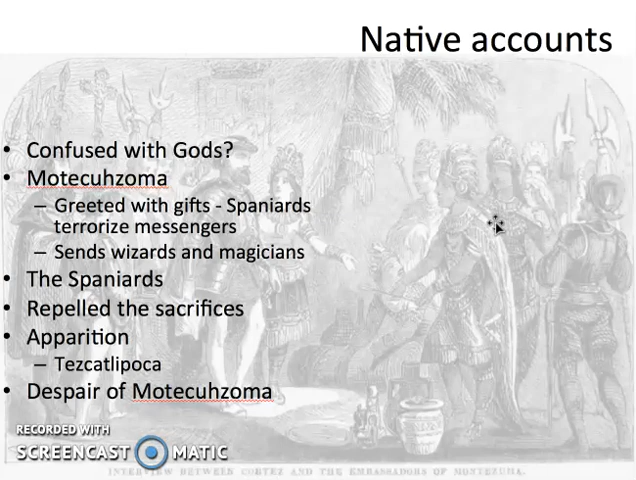 Native accounts
• Confused with Gods?
• Motecuhzoma
– Greeted with gifts - Spaniards
terrorize messengers
– Sends wizards and magicians
• The Spaniards
• Repelled the sacrifices
• Apparition
– Tezcatlipoca
• Despair of Motecuhzoma
RECORDED WITH
SCREENCAST MATIC
INTERVIEW BETWEEN CORTEZ AND THE EMBASSADORS OF MONTEZUMA.